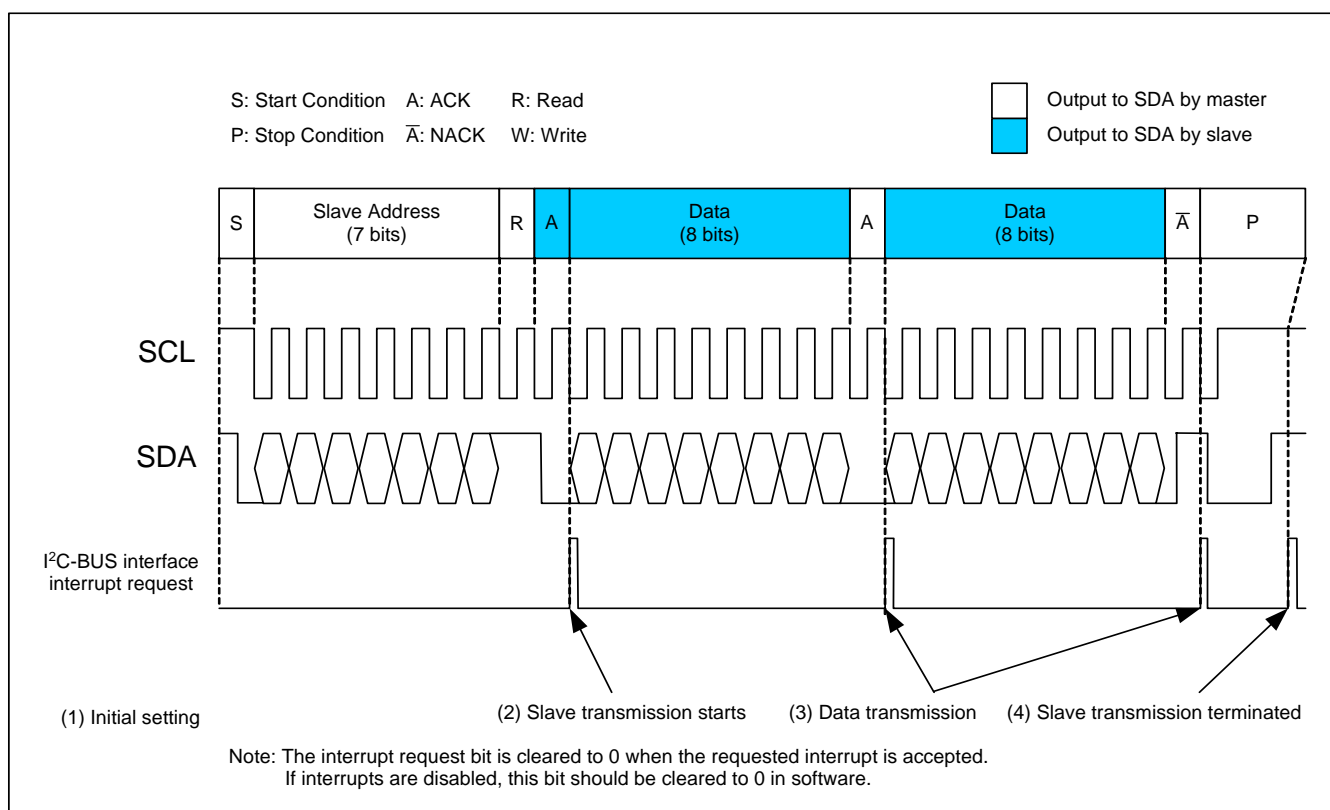 S: Start Condition A: ACK R: Read
P: Stop Condition A̅: NACK W: Write
Output to SDA by master
Output to SDA by slave
S
Slave Address
(7 bits)
R
A
Data
(8 bits)
A
Data
(8 bits)
A̅
P
SCL
SDA
I²C-BUS interface
interrupt request
(1) Initial setting
(2) Slave transmission starts
(3) Data transmission
(4) Slave transmission terminated
Note: The interrupt request bit is cleared to 0 when the requested interrupt is accepted.
If interrupts are disabled, this bit should be cleared to 0 in software.